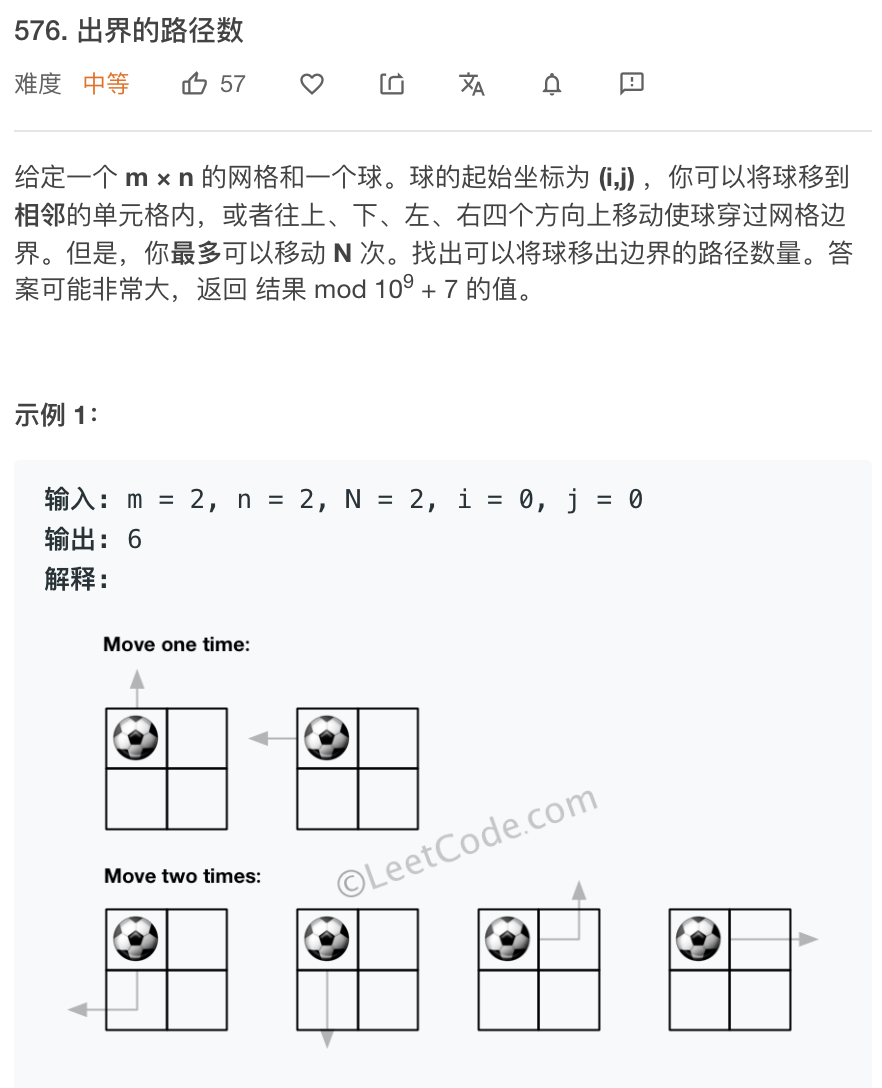 576. 出界的路径数
难度 中等 57
给定一个 m × n 的网格和一个球。球的起始坐标为 (i,j) ，你可以将球移到
相邻的单元格内，或者往上、下、左、右四个方向上移动使球穿过网格边
界。但是，你最多可以移动 N 次。找出可以将球移出边界的路径数量。答
案可能非常大，返回 结果 mod 10⁹ + 7 的值。
示例 1：
输入: m = 2, n = 2, N = 2, i = 0, j = 0
输出: 6
解释:
Move one time:
©LeetCode.com
Move two times: